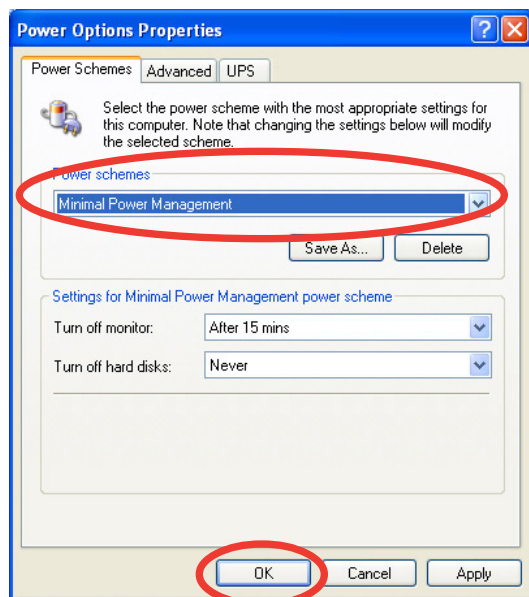 Power Options Properties
Power Schemes Advanced UPS
Select the power scheme with the most appropriate settings for
this computer. Note that changing the settings below will modify
the selected scheme.
Power schemes
Minimal Power Management
Save As... Delete
Settings for Minimal Power Management power scheme
Turn off monitor: After 15 mins
Turn off hard disks: Never
OK Cancel Apply